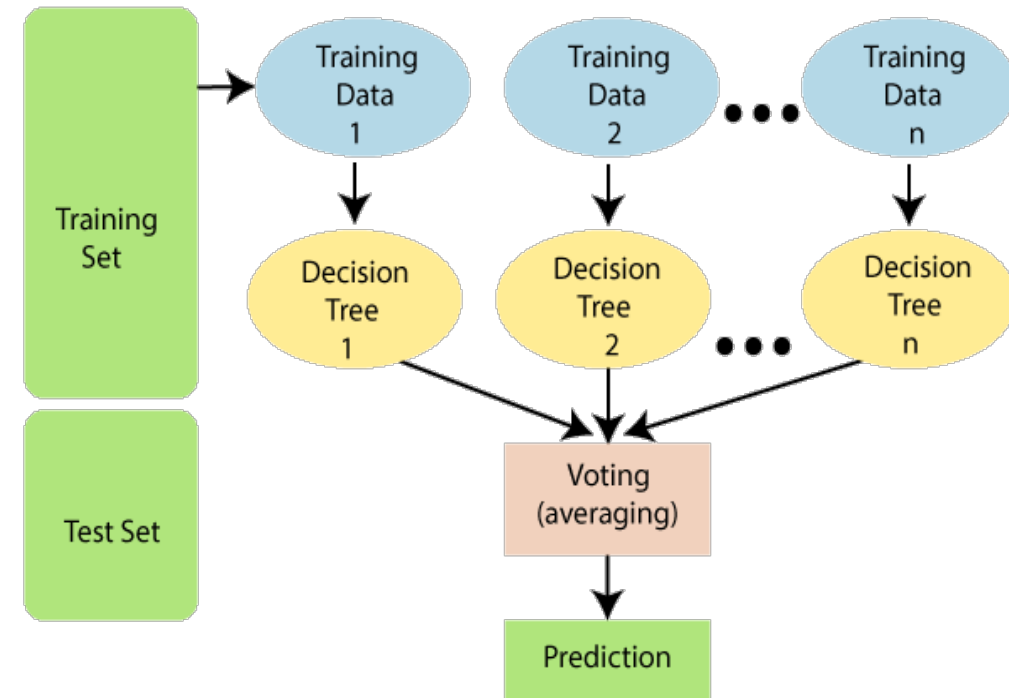 Training
Set
Training
Data
1
Training
Data
2
Training
Data
n
Decision
Tree
1
Decision
Tree
2
Decision
Tree
n
Test Set
Voting
(averaging)
Prediction